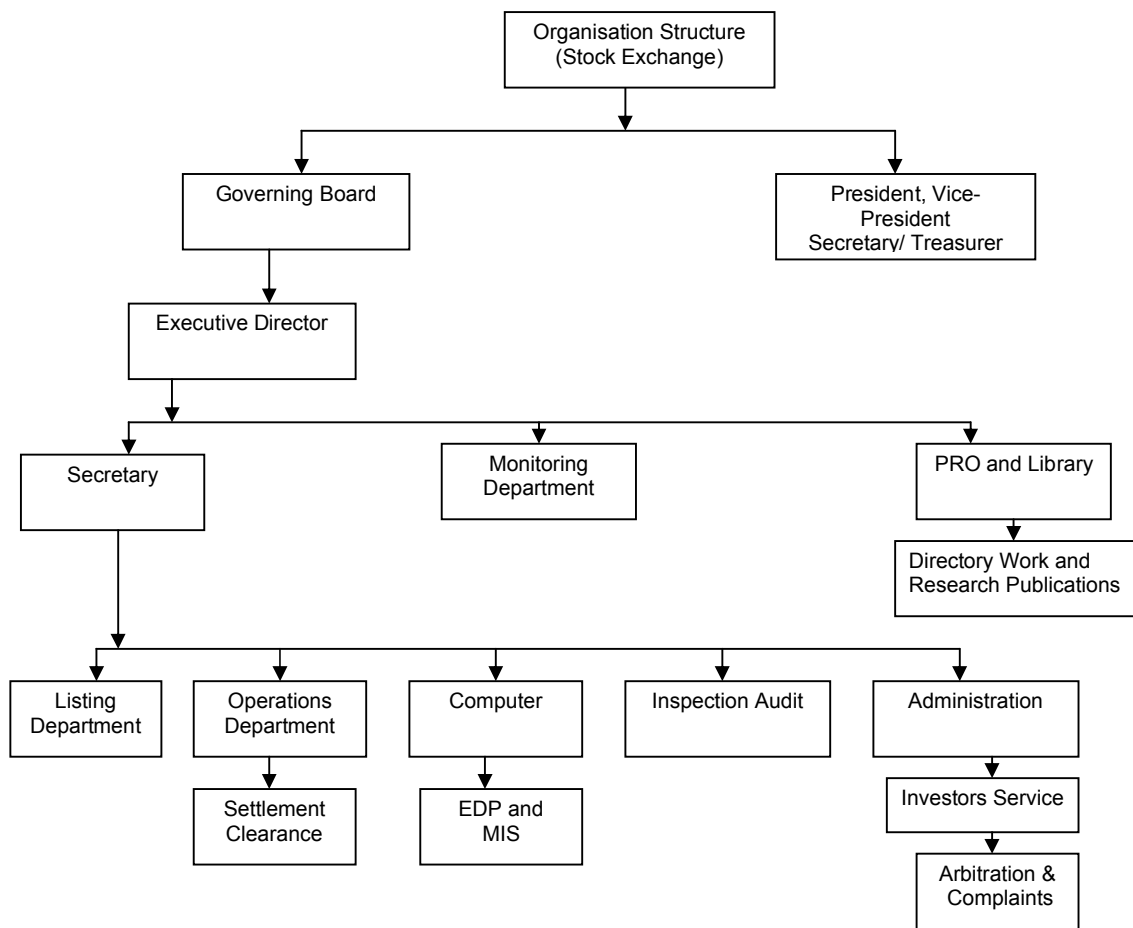 Organisation Structure
(Stock Exchange)
Governing Board
President, Vice-
President
Secretary/ Treasurer
Executive Director
Secretary
Monitoring
Department
PRO and Library
Directory Work and
Research Publications
Listing
Department
Operations
Department
Computer
Inspection Audit
Administration
Settlement
Clearance
EDP and
MIS
Investors Service
Arbitration &
Complaints